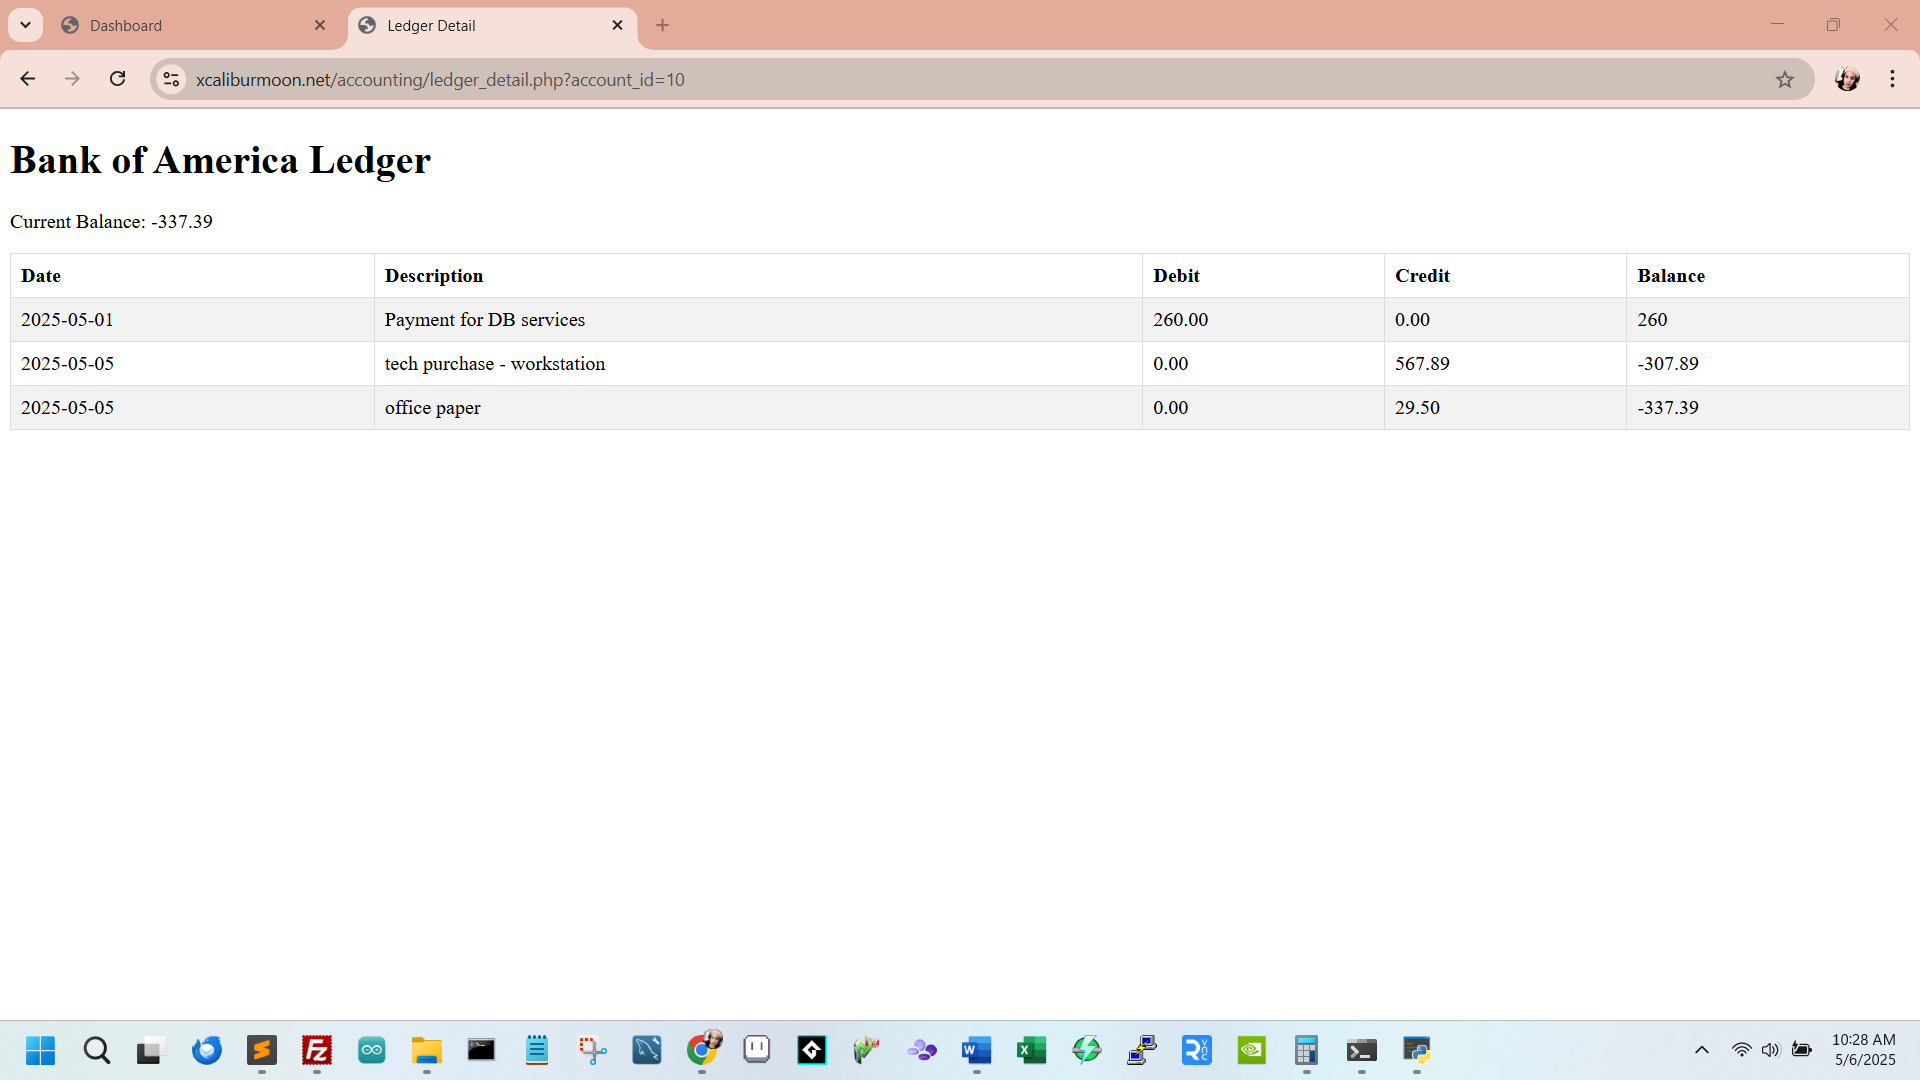 Dashboard
Ledger Detail
xcaliburmoon.net/accounting/ledger_detail.php?account_id=10
Bank of America Ledger
Current Balance: -337.39
Date Description Debit Credit Balance
2025-05-01 Payment for DB services 260.00 0.00 260
2025-05-05 tech purchase - workstation 0.00 567.89 -307.89
2025-05-05 office paper 0.00 29.50 -337.39
10:28 AM
5/6/2025